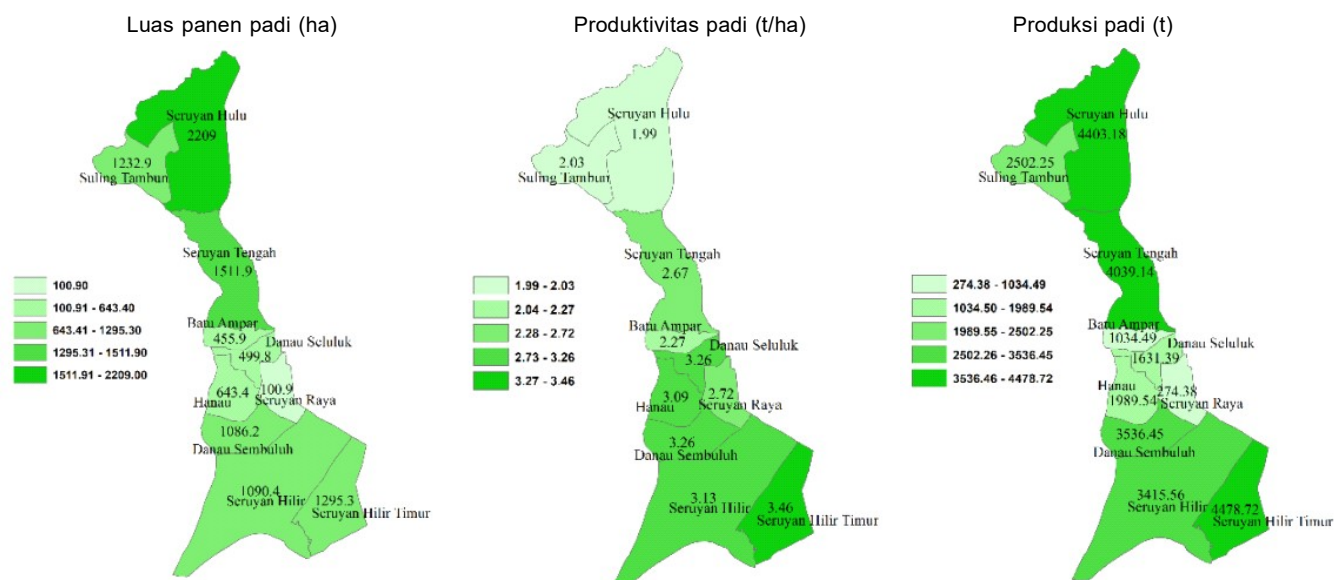 Luas panen padi (ha)
Seruyan Hulu
2209
1232.9
Suling Tambun
Seruyan Tengah
1511.9
Batu Ampar
455.9
Danau Seluluk
499.8
643.4
100.9
Hanau
Seruyan Raya
1086.2
Danau Sembuluh
1090.4
Seruyan Hilir
1295.3
Seruyan Hilir Timur
100.90
100.91 - 643.40
643.41 - 1295.30
1295.31 - 1511.90
1511.91 - 2209.00
Produktivitas padi (t/ha)
Seruyan Hulu
1.99
2.03
Suling Tambun
Seruyan Tengah
2.67
Batu Ampar
2.27
Danau Seluluk
3.26
3.09
2.72
Hanau
Seruyan Raya
3.26
Danau Sembuluh
3.13
Seruyan Hilir
3.46
Seruyan Hilir Timur
1.99 - 2.03
2.04 - 2.27
2.28 - 2.72
2.73 - 3.26
3.27 - 3.46
Produksi padi (t)
Seruyan Hulu
4403.18
2502.25
Suling Tambun
Seruyan Tengah
4039.14
Batu Ampar
1034.49
Danau Seluluk
1631.39
Hanau
274.38
1989.54
Seruyan Raya
3536.45
Danau Sembuluh
3415.56
Seruyan Hilir
4478.72
Seruyan Hilir Timur
274.38 - 1034.49
1034.50 - 1989.54
1989.55 - 2502.25
2502.26 - 3536.45
3536.46 - 4478.72